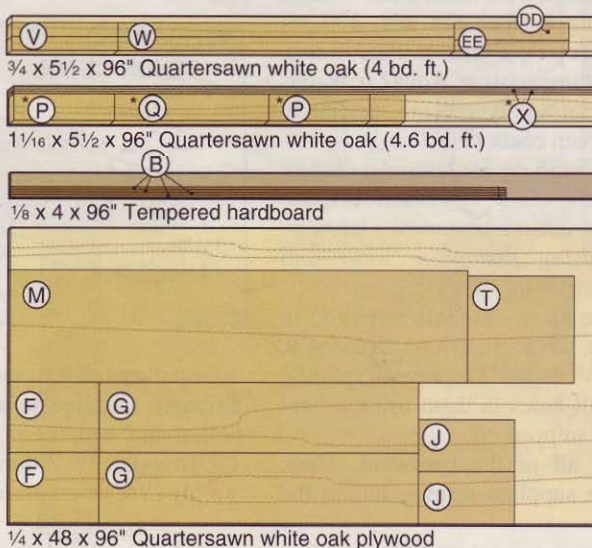 DD
V W EE
¾ x 5½ x 96" Quartersawn white oak (4 bd. ft.)
*P *Q *P *X
1 1⁄16 x 5½ x 96" Quartersawn white oak (4.6 bd. ft.)
B
⅛ x 4 x 96" Tempered hardboard
M T
F G J
F G J
¼ x 48 x 96" Quartersawn white oak plywood